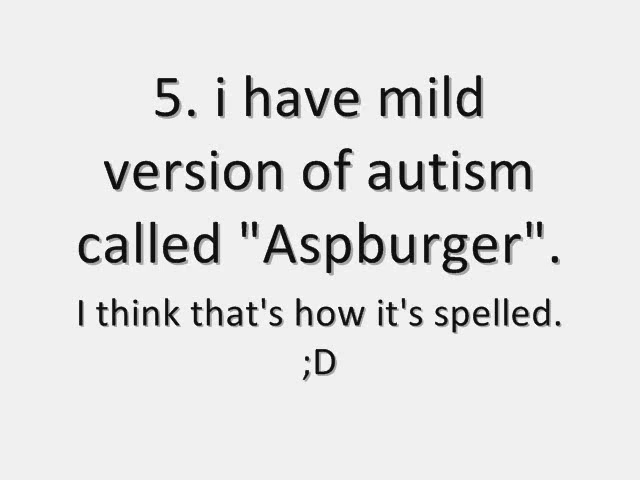 5. i have mild
version of autism
called "Aspburger".
I think that's how it's spelled.
;D